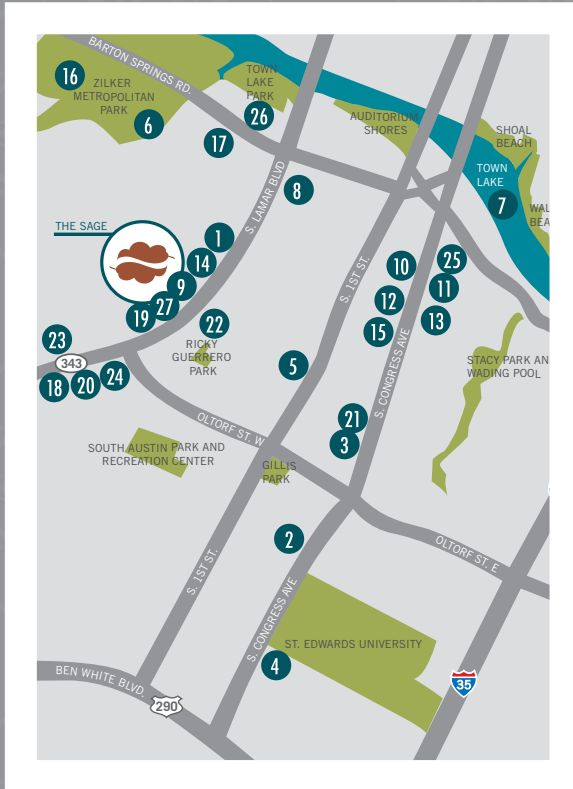 BARTON SPRINGS RD.
16
ZILKER
METROPOLITAN
PARK
6
TOWN
LAKE
PARK
26
17
AUDITORIUM
SHORES
SHOAL
BEACH
TOWN
LAKE
7
WAL
BEA
8
S. LAMAR BLVD
THE SAGE
1
14
9
27
19
22
RICKY
GUERRERO
PARK
23
343
18
20
24
S. 1ST ST.
10
25
11
12
13
15
S. CONGRESS AVE
5
STACY PARK AN
WADING POOL
21
3
OLTORF ST. W
SOUTH AUSTIN PARK AND
RECREATION CENTER
GILLIS
PARK
2
OLTORF ST. E
S. 1ST ST.
S. CONGRESS AVE
ST. EDWARDS UNIVERSITY
4
BEN WHITE BLVD.
290
35